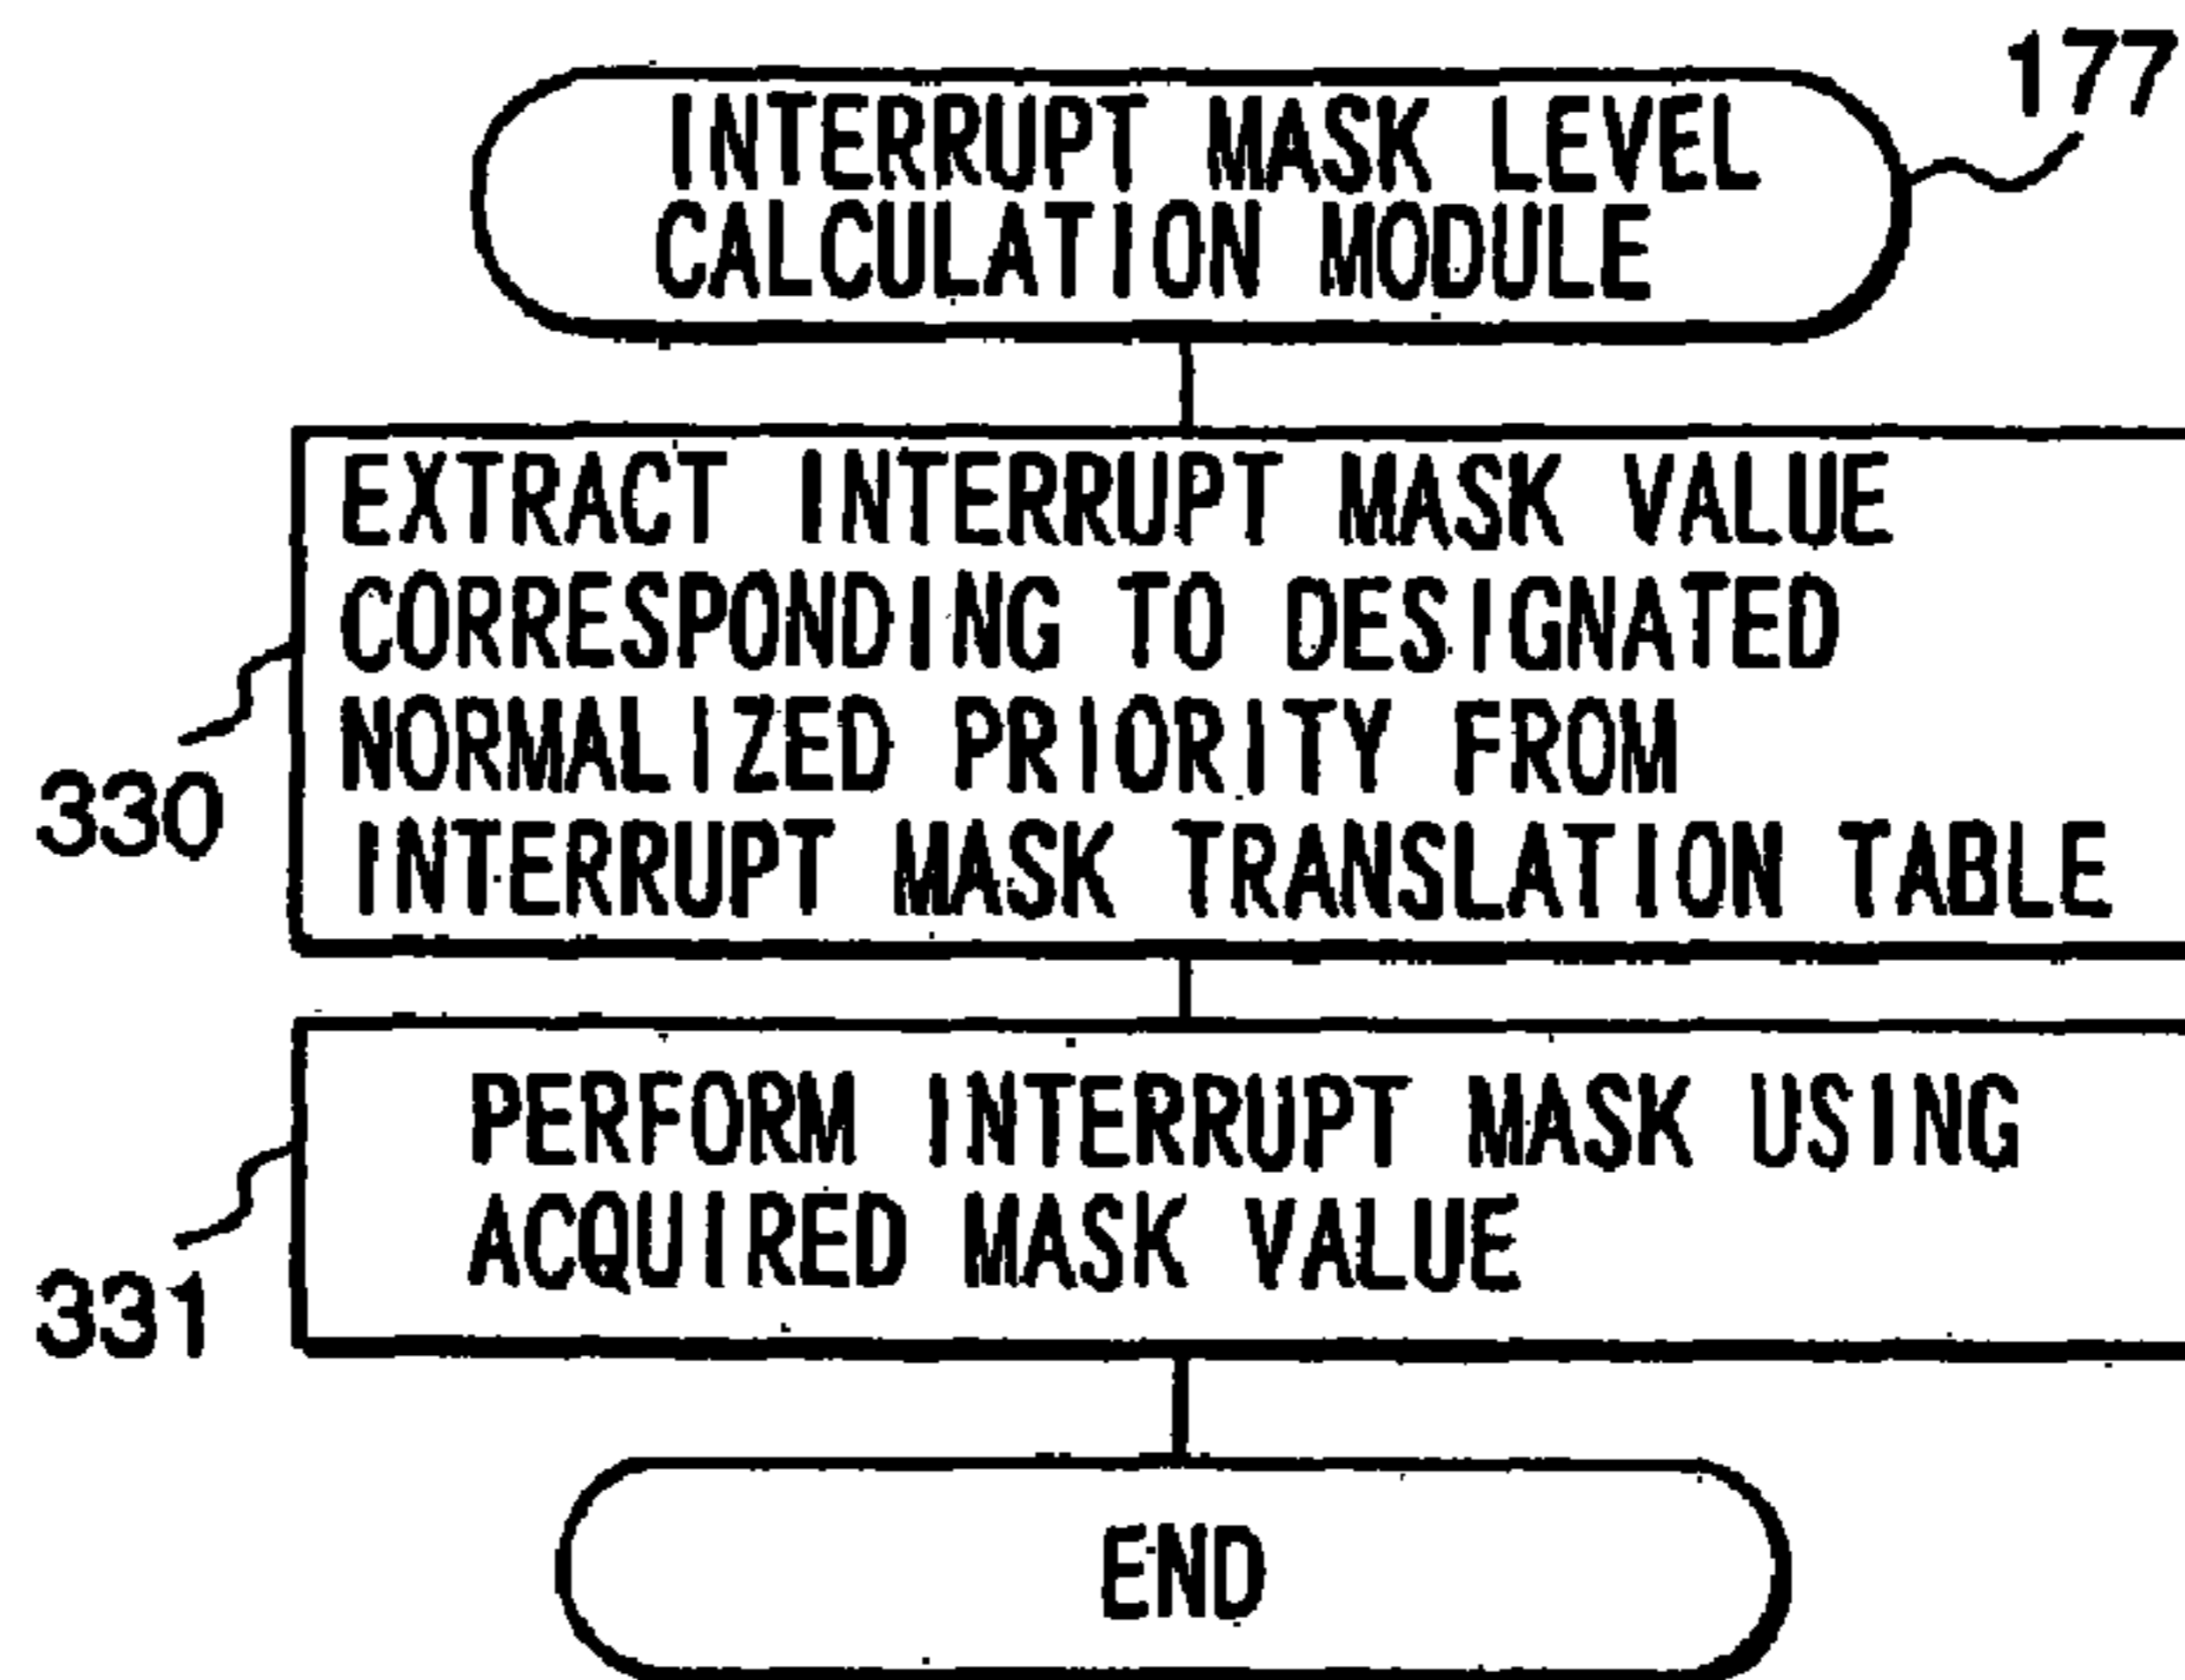 177
INTERRUPT MASK LEVEL
CALCULATION MODULE
EXTRACT INTERRUPT MASK VALUE
CORRESPONDING TO DESIGNATED
NORMALIZED PRIORITY FROM
INTERRUPT MASK TRANSLATION TABLE
330
PERFORM INTERRUPT MASK USING
ACQUIRED MASK VALUE
331
END